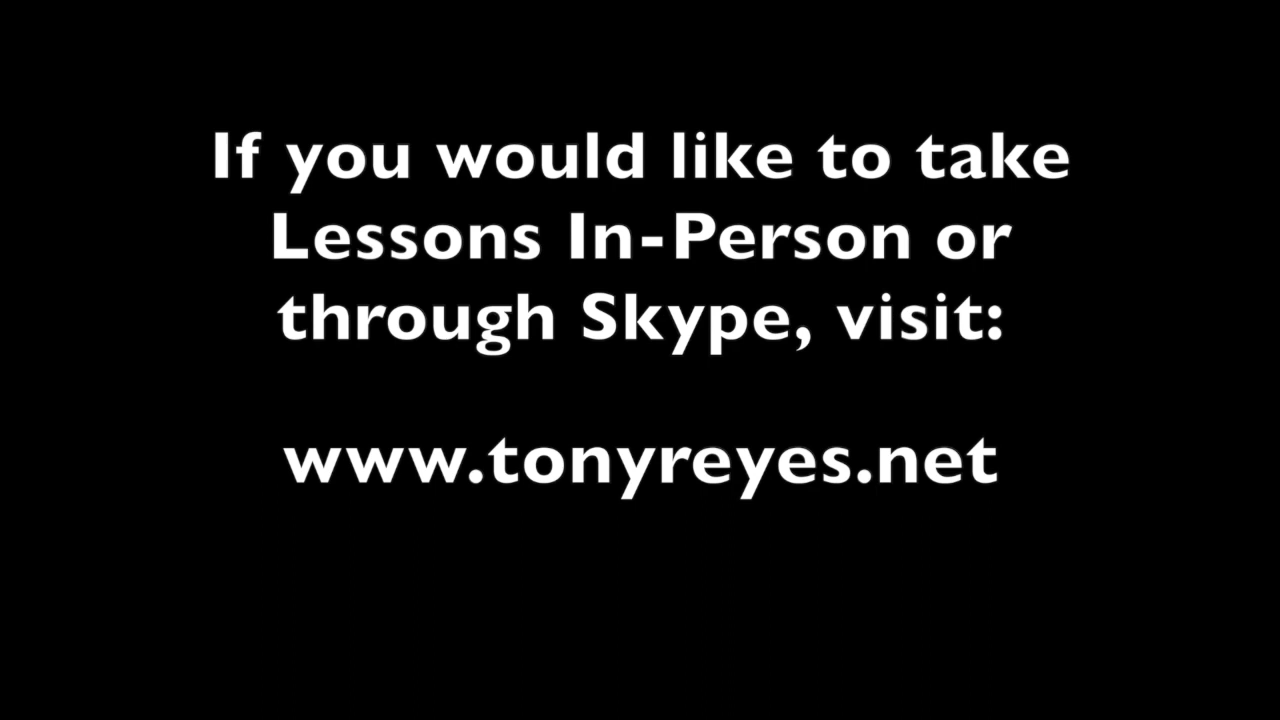 If you would like to take
Lessons In-Person or
through Skype, visit:
www.tonyreyes.net